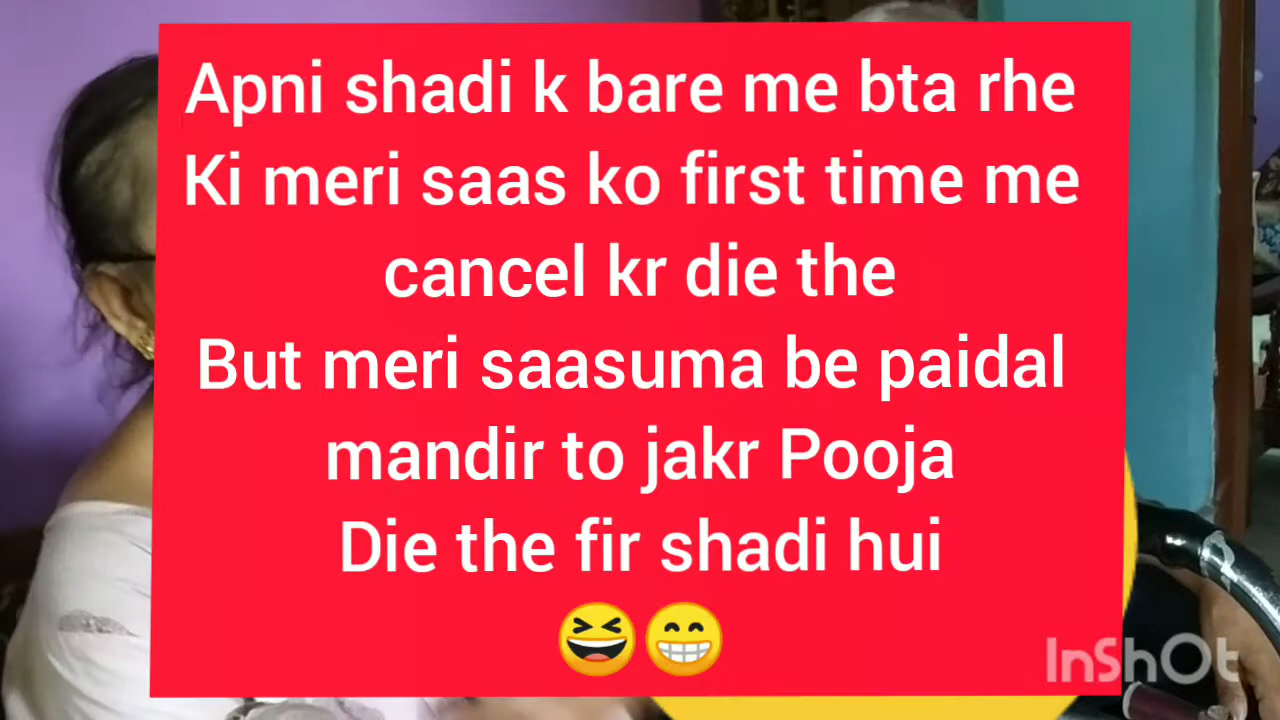 Apni shadi k bare me bta rhe
Ki meri saas ko first time me
cancel kr die the
But meri saasuma be paidal
mandir to jakr Pooja
Die the fir shadi hui
😆😁
InShOt